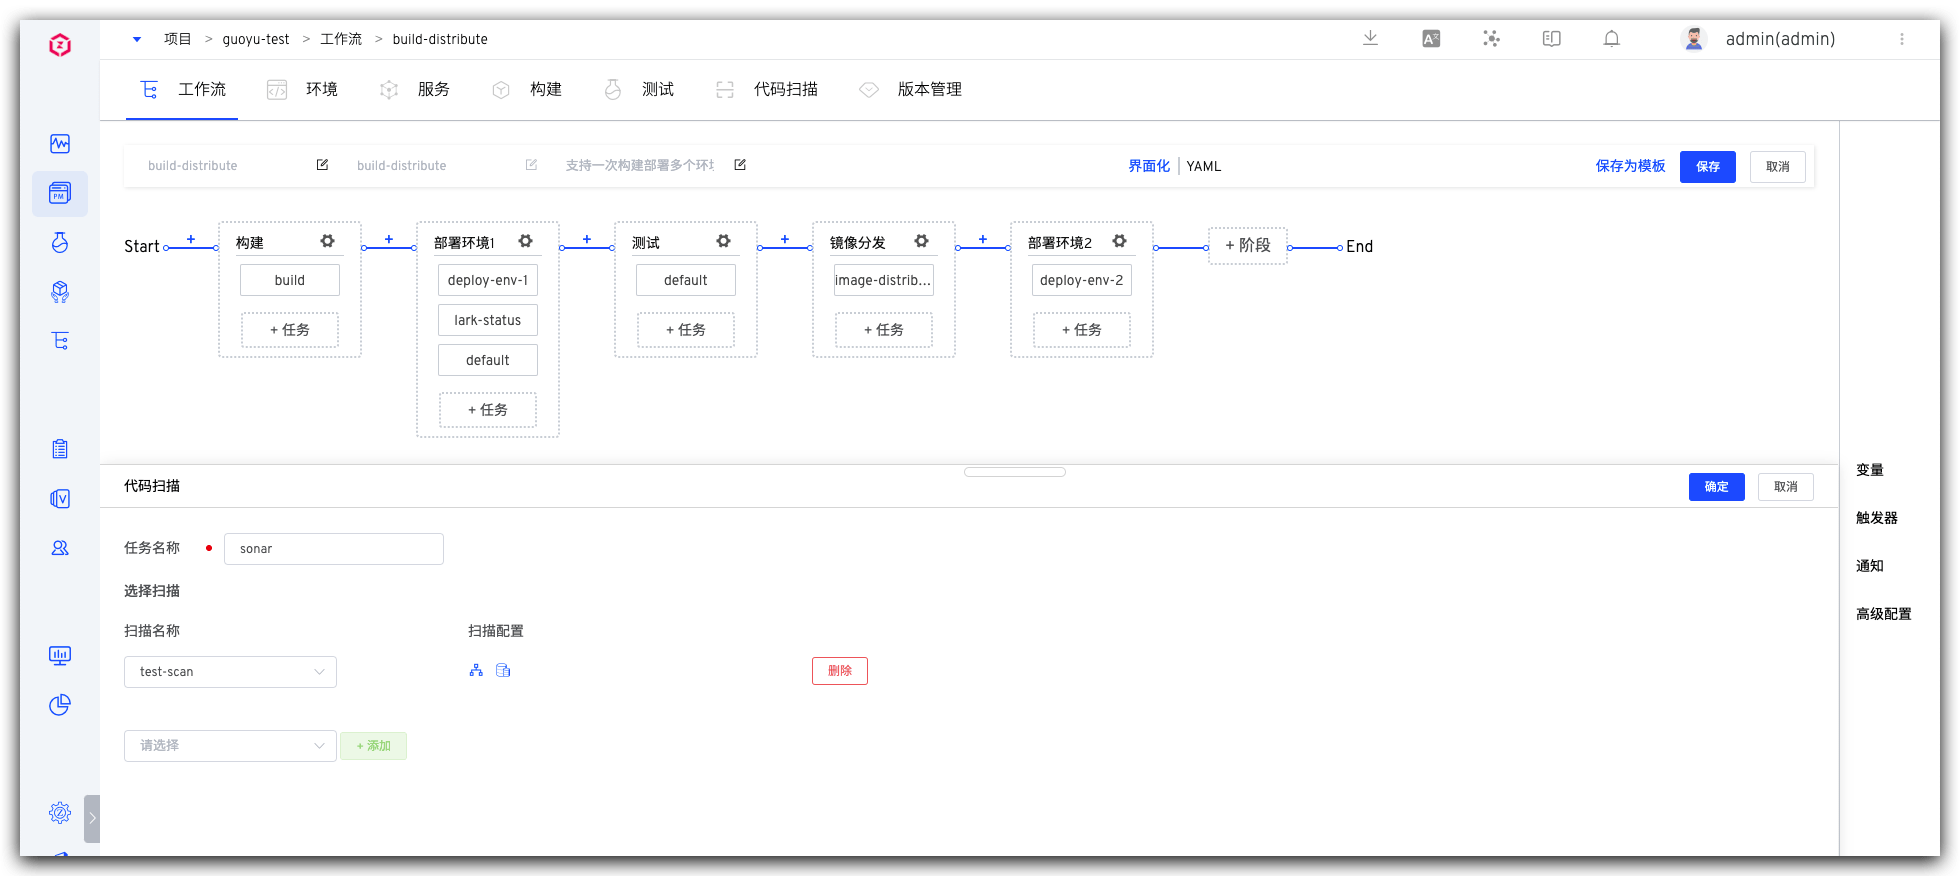 项目 > guoyu-test > 工作流 > build-distribute
admin(admin)
工作流 环境 服务 构建 测试 代码扫描 版本管理
build-distribute build-distribute 支持一次构建部署多个环 界面化 | YAML 保存为模板 保存 取消
Start + 构建 + 部署环境1 + 测试 + 镜像分发 + 部署环境2 + 阶段 End
build deploy-env-1 default image-distrib... deploy-env-2
+ 任务 lark-status + 任务 + 任务 + 任务
default
+ 任务
代码扫描 确定 取消
任务名称 sonar
选择扫描
扫描名称 扫描配置
test-scan 删除
请选择 + 添加
变量
触发器
通知
高级配置